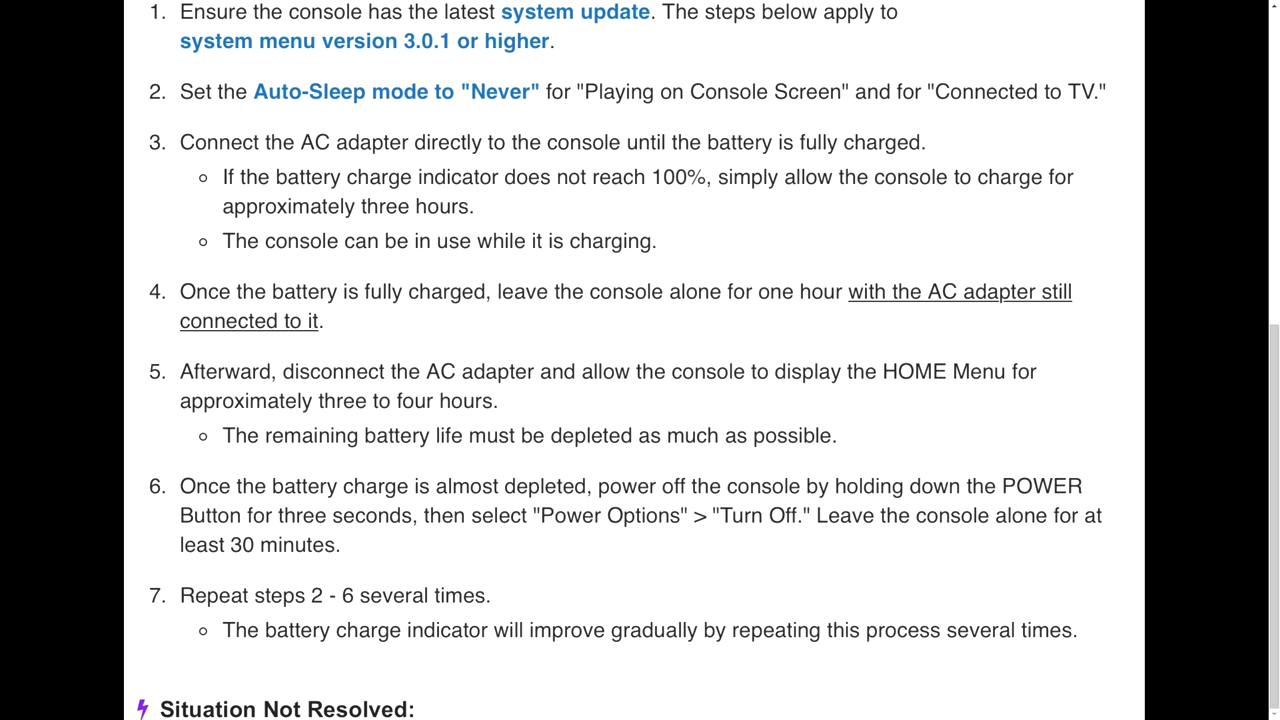 1. Ensure the console has the latest system update. The steps below apply to
system menu version 3.0.1 or higher.
2. Set the Auto-Sleep mode to "Never" for "Playing on Console Screen" and for "Connected to TV."
3. Connect the AC adapter directly to the console until the battery is fully charged.
If the battery charge indicator does not reach 100%, simply allow the console to charge for
approximately three hours.
The console can be in use while it is charging.
4. Once the battery is fully charged, leave the console alone for one hour with the AC adapter still
connected to it.
5. Afterward, disconnect the AC adapter and allow the console to display the HOME Menu for
approximately three to four hours.
The remaining battery life must be depleted as much as possible.
6. Once the battery charge is almost depleted, power off the console by holding down the POWER
Button for three seconds, then select "Power Options" > "Turn Off." Leave the console alone for at
least 30 minutes.
7. Repeat steps 2 - 6 several times.
The battery charge indicator will improve gradually by repeating this process several times.
Situation Not Resolved: